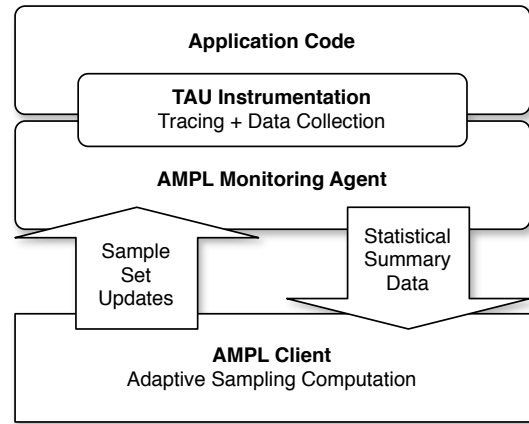 Application Code
TAU Instrumentation
Tracing + Data Collection
AMPL Monitoring Agent
Sample
Set
Updates
Statistical
Summary
Data
AMPL Client
Adaptive Sampling Computation